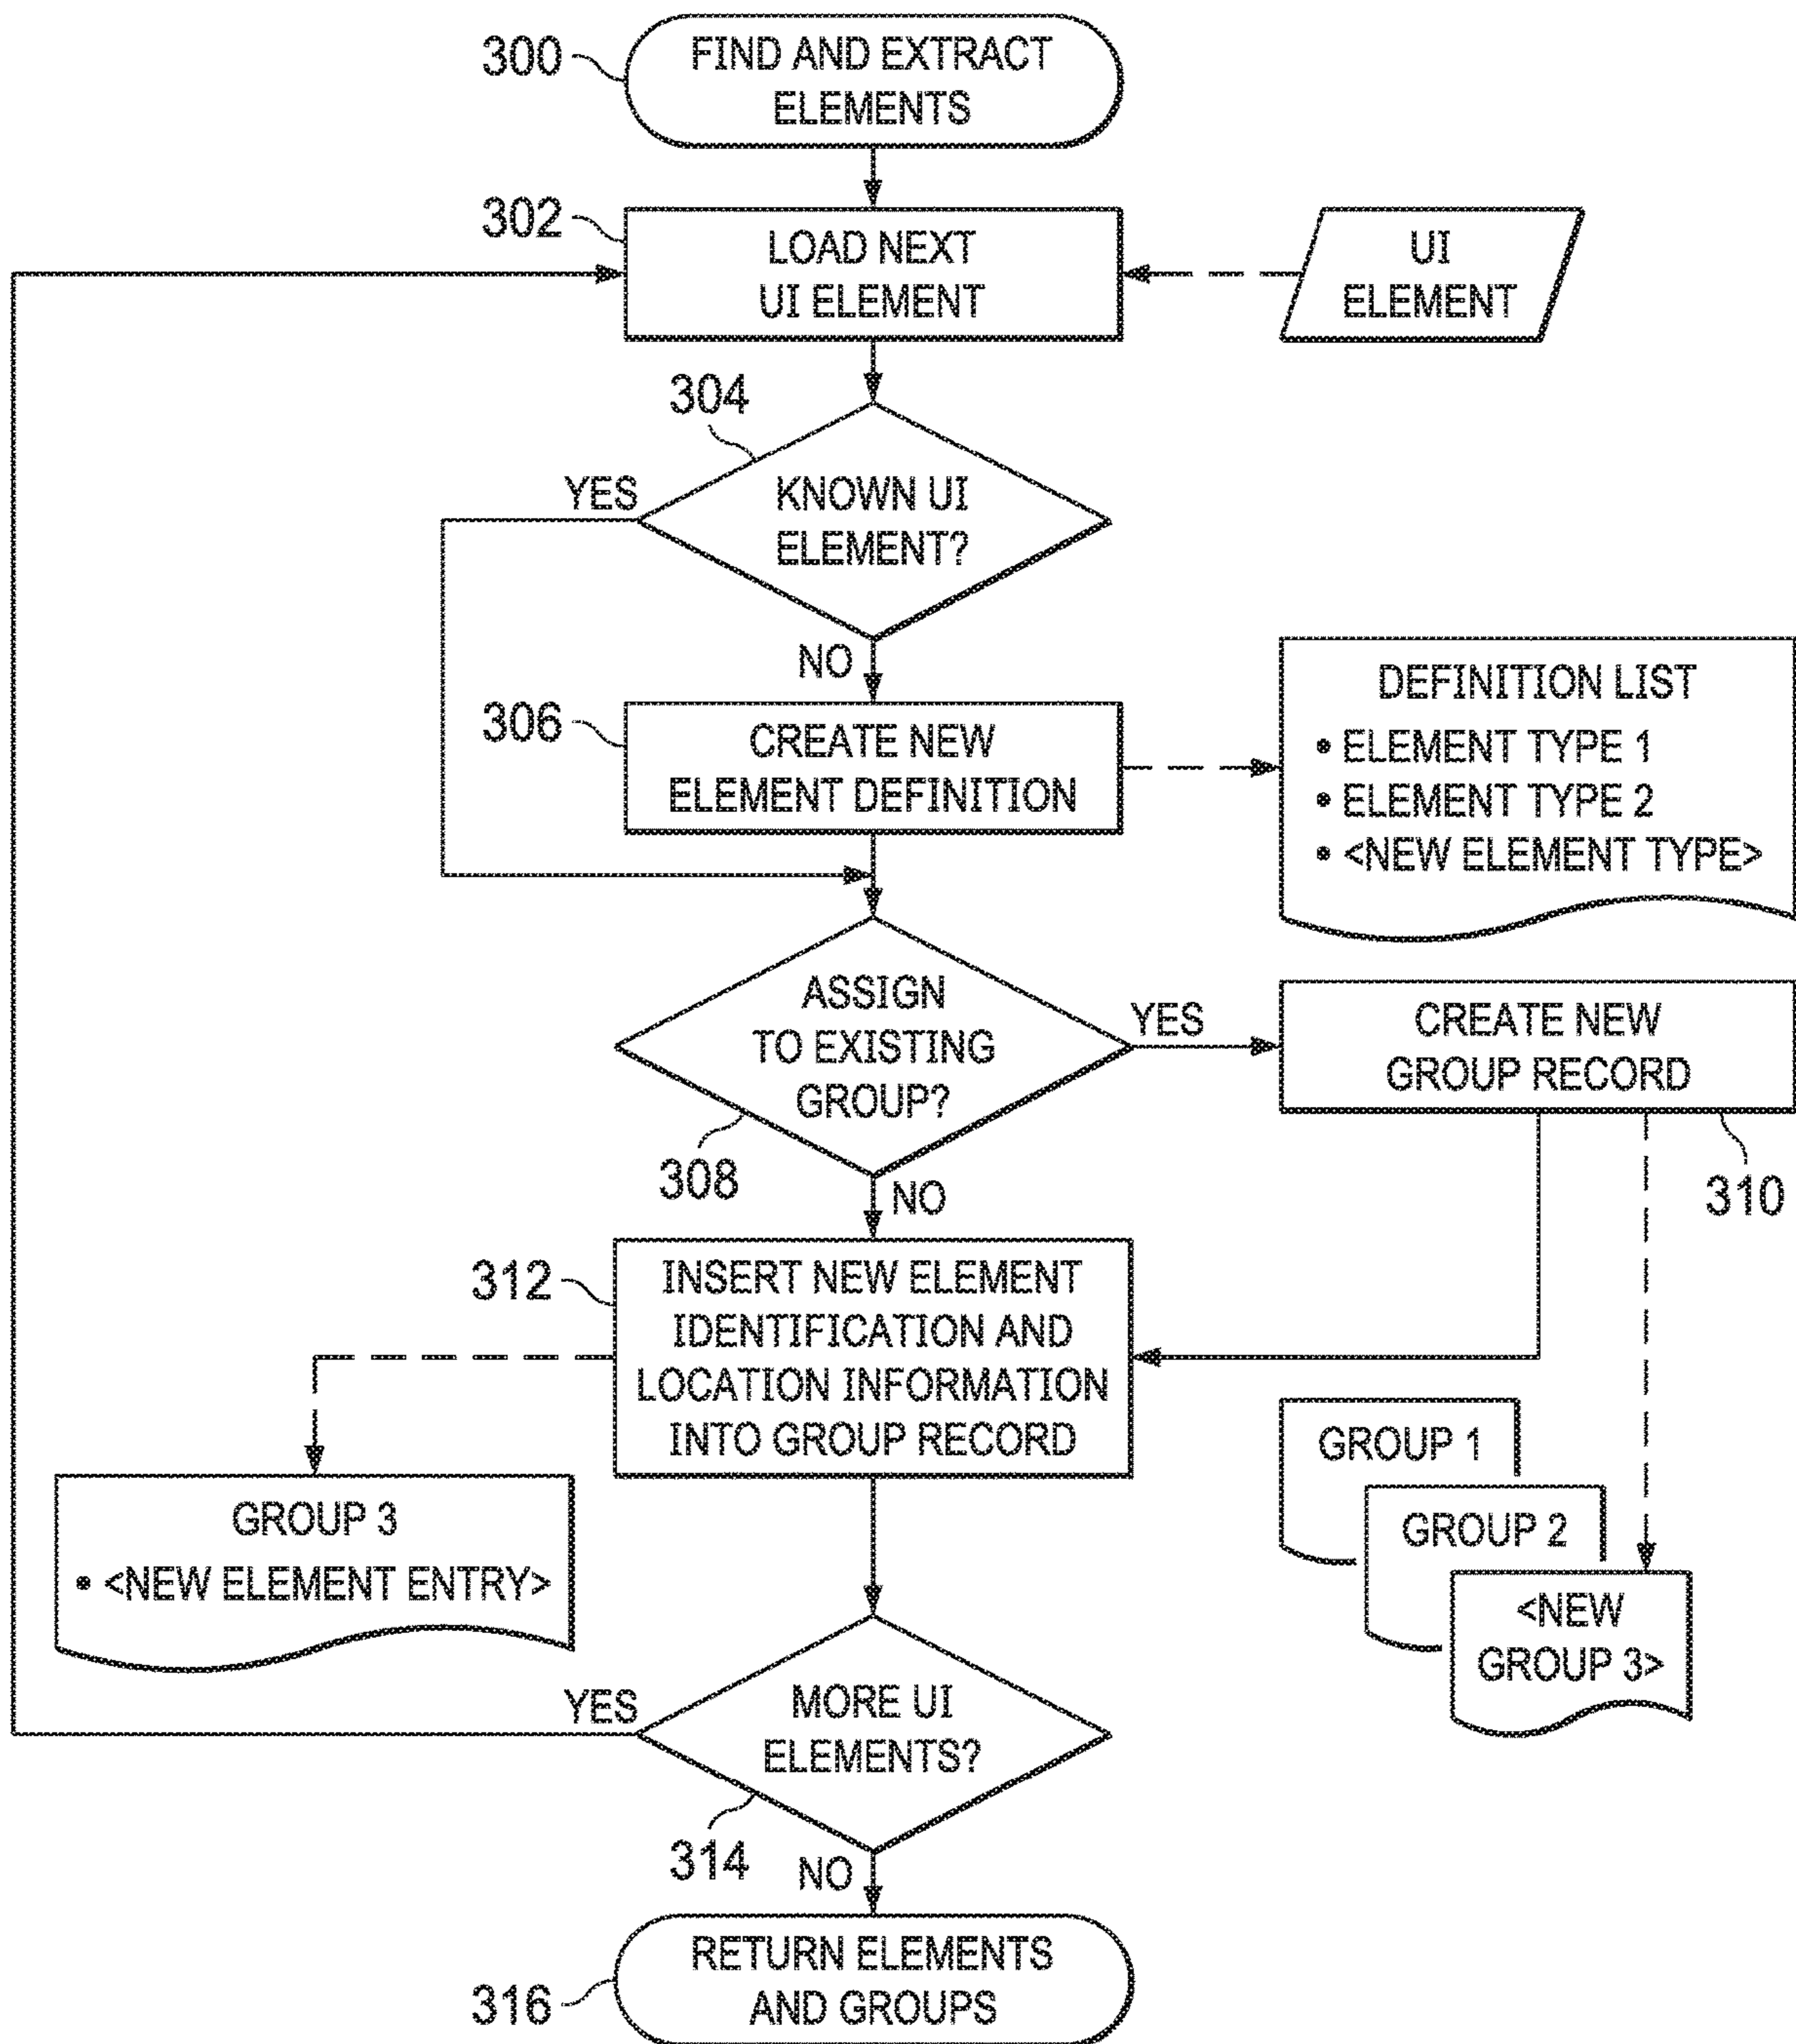 300
FIND AND EXTRACT
ELEMENTS
302
LOAD NEXT
UI ELEMENT
UI
ELEMENT
304
YES
KNOWN UI
ELEMENT?
NO
306
CREATE NEW
ELEMENT DEFINITION
DEFINITION LIST
• ELEMENT TYPE 1
• ELEMENT TYPE 2
• <NEW ELEMENT TYPE>
ASSIGN
TO EXISTING
GROUP?
308
YES
CREATE NEW
GROUP RECORD
310
NO
312
INSERT NEW ELEMENT
IDENTIFICATION AND
LOCATION INFORMATION
INTO GROUP RECORD
GROUP 3
• <NEW ELEMENT ENTRY>
GROUP 1
GROUP 2
<NEW
GROUP 3>
YES
MORE UI
ELEMENTS?
314
NO
316
RETURN ELEMENTS
AND GROUPS